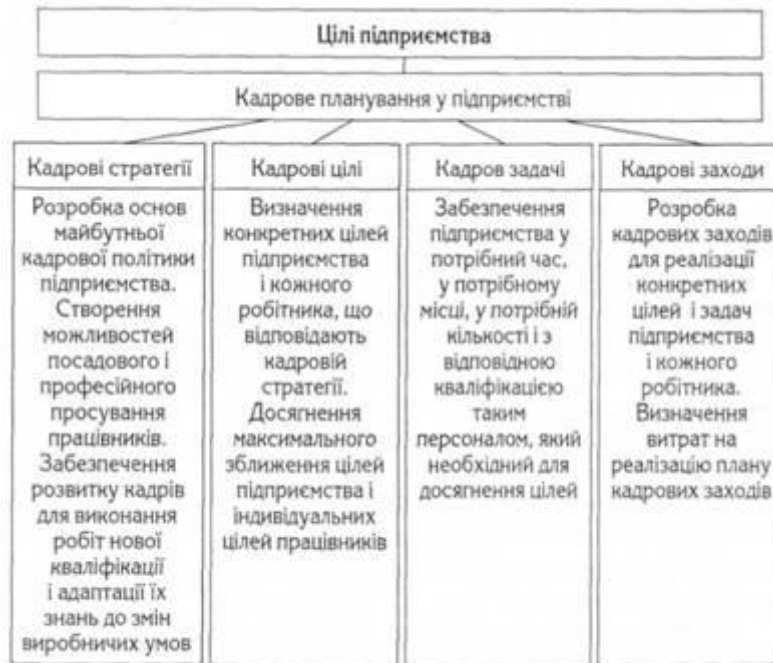 Цілі підприємства
Кадрове планування у підприємстві
Кадрові стратегії
Розробка основ
майбутньої
кадрової політики
підприємства.
Створення
можливостей
посадового і
професійного
просування
працівників.
Забезпечення
розвитку кадрів
для виконання
робіт нової
кваліфікації
і адаптації їх
знань до змін
виробничих умов
Кадрові цілі
Визначення
конкретних цілей
підприємства
і кожного
робітника, що
відповідають
кадровій
стратегії.
Досягнення
максимального
зближення цілей
підприємства і
індивідуальних
цілей працівників
Кадров задачі
Забезпечення
підприємства у
потрібний час,
у потрібному
місці, у потрібній
кількості і з
відповідною
кваліфікацією
таким
персоналом, який
необхідний для
досягнення цілей
Кадрові заходи
Розробка
кадрових заходів
для реалізації
конкретних
цілей і задач
підприємства
і кожного
робітника.
Визначення
витрат на
реалізацію плану
кадрових заходів